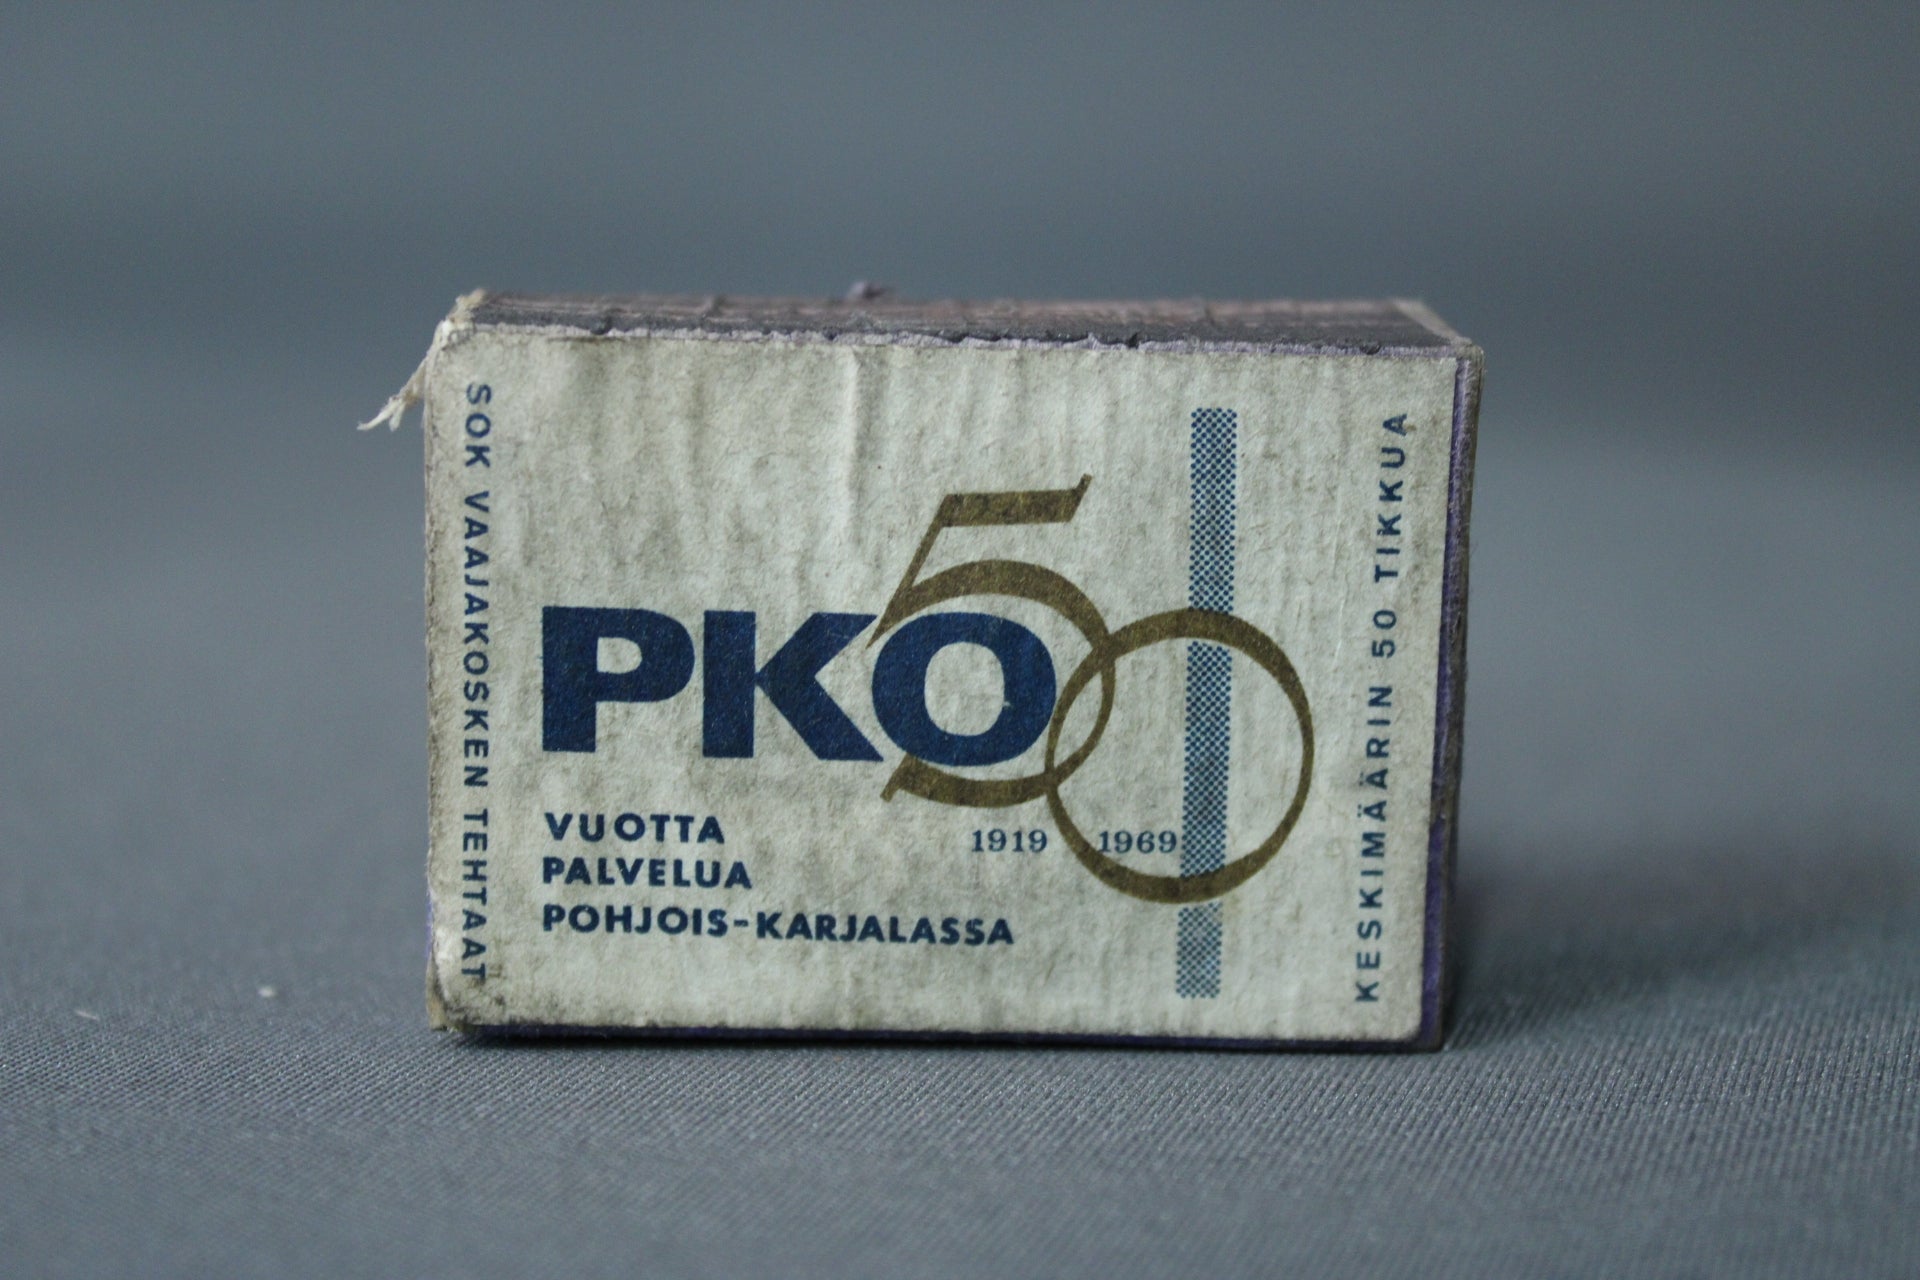 SOK VAAJAKOSKEN TEHTAAT
PKO 50
VUOTTA
PALVELUA
POHJOIS-KARJALASSA
1919 1969
KESKIMÄÄRIN 50 TIKKUA